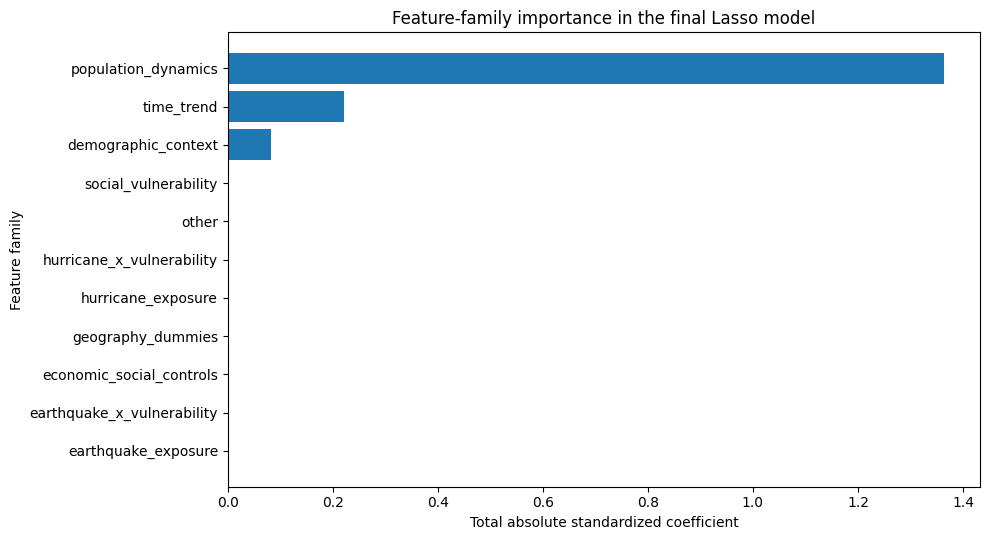 Feature-family importance in the final Lasso model
population_dynamics
time_trend
demographic_context
social_vulnerability
other
hurricane_x_vulnerability
hurricane_exposure
geography_dummies
economic_social_controls
earthquake_x_vulnerability
earthquake_exposure
Feature family
0.0 0.2 0.4 0.6 0.8 1.0 1.2 1.4
Total absolute standardized coefficient